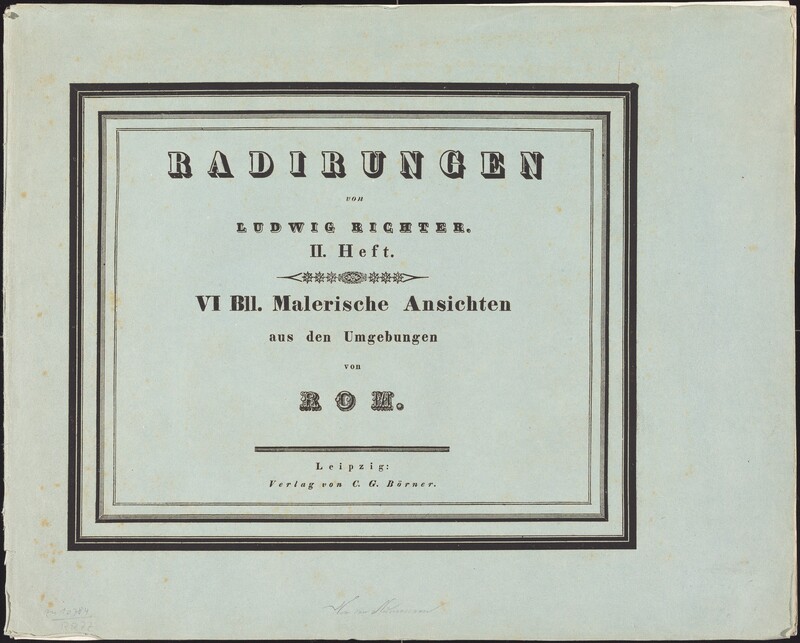 RADIRUNGEN
von
LUDWIG RICHTER.
II. Heft.
VI Bll. Malerische Ansichten
aus den Umgebungen
von
ROM.
Leipzig:
Verlag von C. G. Börner.